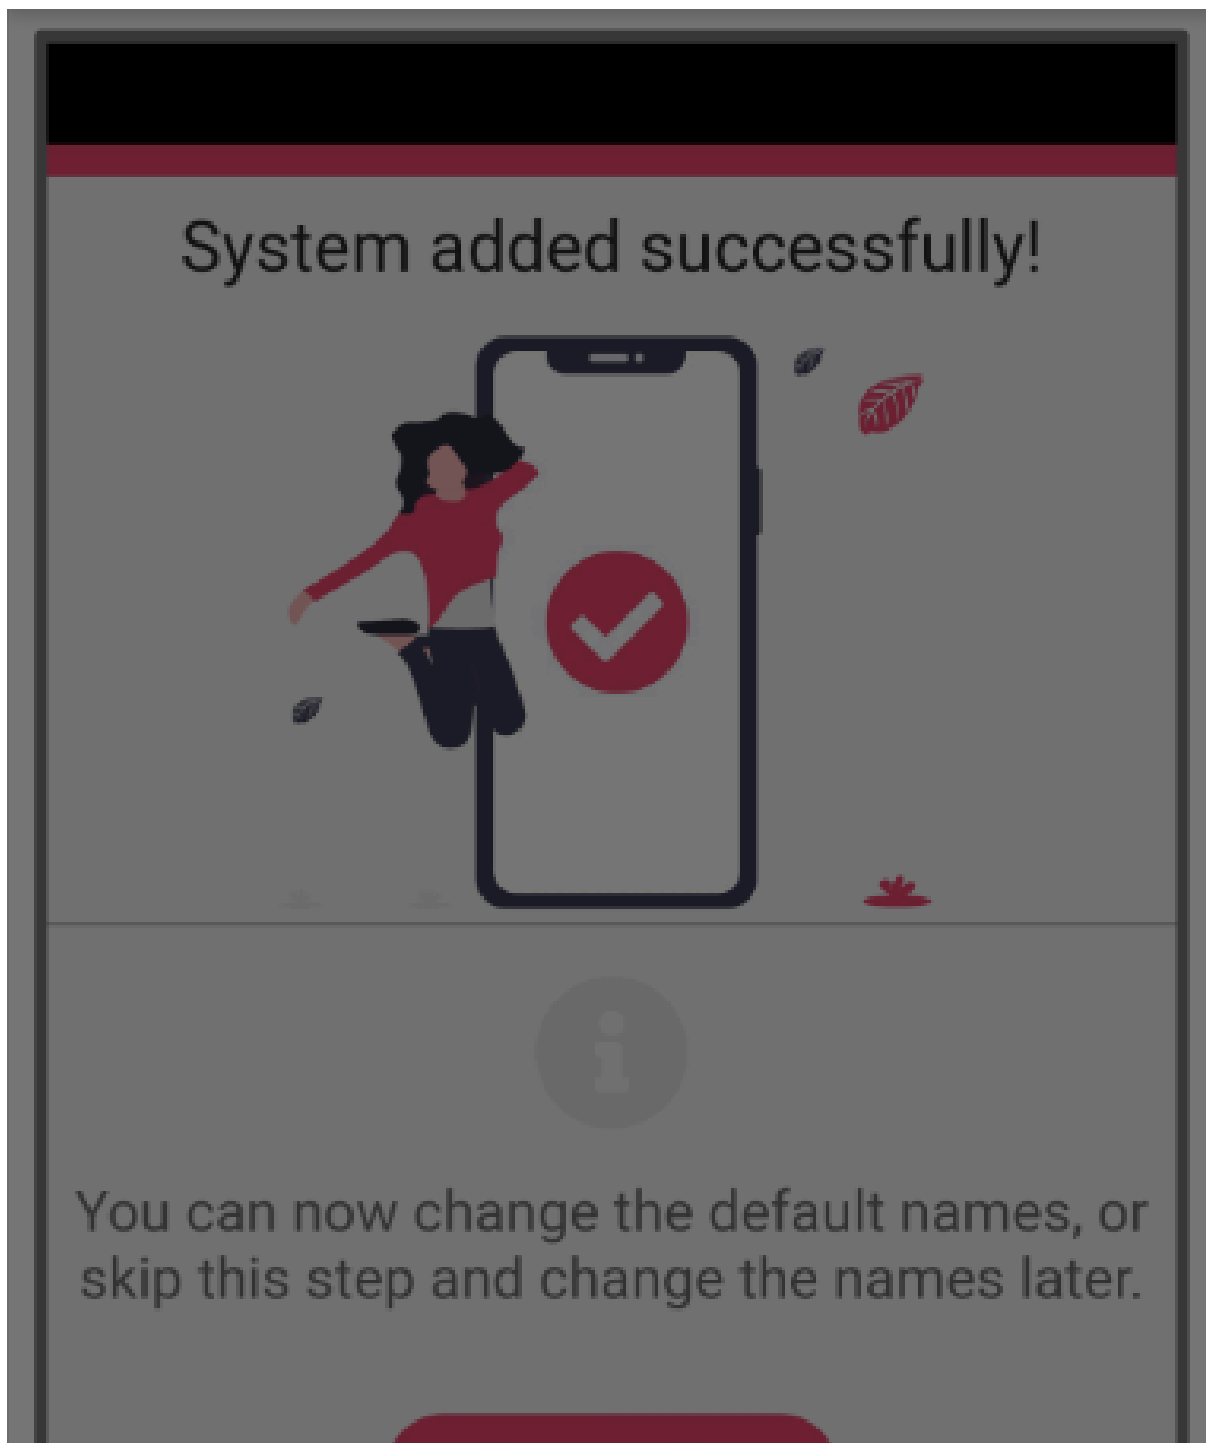 System added successfully!
You can now change the default names, or
skip this step and change the names later.